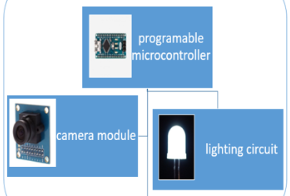 programable
microcontroller
camera module
lighting circuit